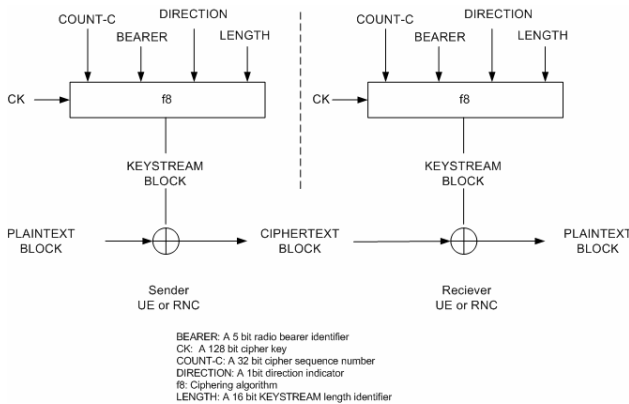 COUNT-C
DIRECTION
BEARER
LENGTH
CK
f8
KEYSTREAM
BLOCK
PLAINTEXT
BLOCK
CIPHERTEXT
BLOCK
Sender
UE or RNC
COUNT-C
DIRECTION
BEARER
LENGTH
CK
f8
KEYSTREAM
BLOCK
PLAINTEXT
BLOCK
Reciever
UE or RNC
BEARER: A 5 bit radio bearer identifier
CK: A 128 bit cipher key
COUNT-C: A 32 bit cipher sequence number
DIRECTION: A 1bit direction indicator
f8: Ciphering algorithm
LENGTH: A 16 bit KEYSTREAM length identifier